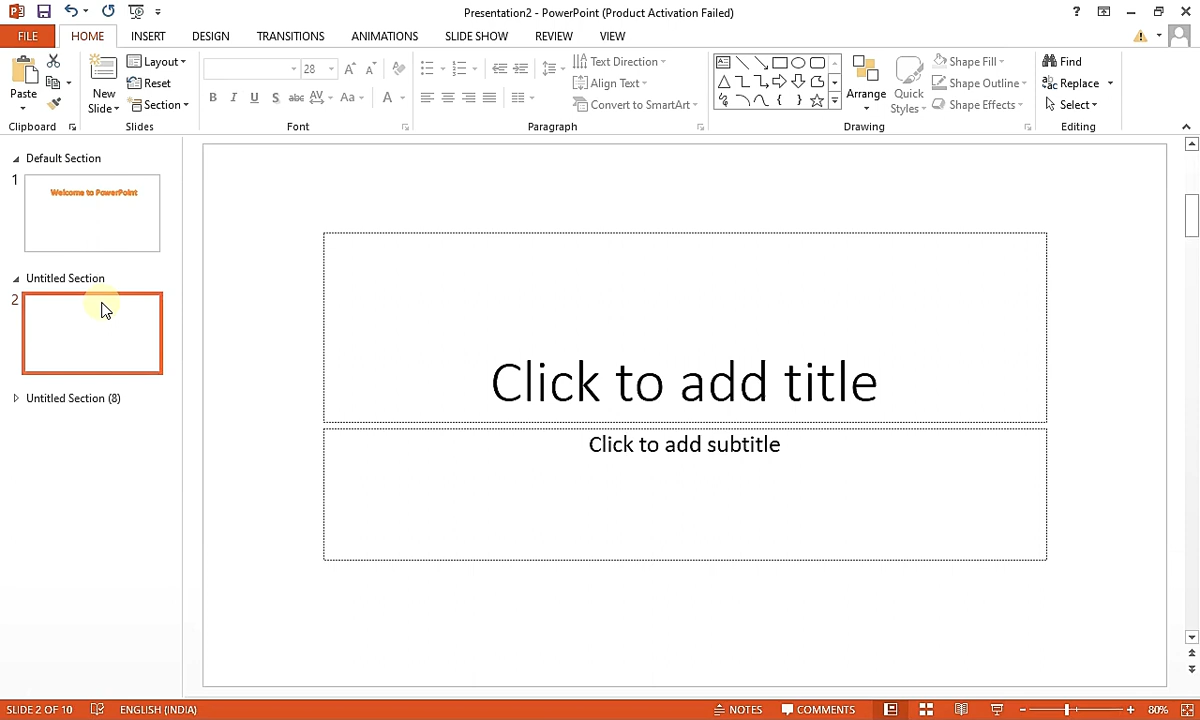 Presentation2 - PowerPoint (Product Activation Failed)
FILE HOME INSERT DESIGN TRANSITIONS ANIMATIONS SLIDE SHOW REVIEW VIEW
Paste
Clipboard
New
Slide
Layout
Reset
Section
Slides
28
B I U S abc AV Aa A
Font
Text Direction
Align Text
Convert to SmartArt
Paragraph
Arrange
Quick
Styles
Shape Fill
Shape Outline
Shape Effects
Drawing
Find
Replace
Select
Editing
Default Section
1
Welcome to PowerPoint
Untitled Section
2
Untitled Section (8)
Click to add title
Click to add subtitle
SLIDE 2 OF 10 ENGLISH (INDIA) NOTES COMMENTS 80%